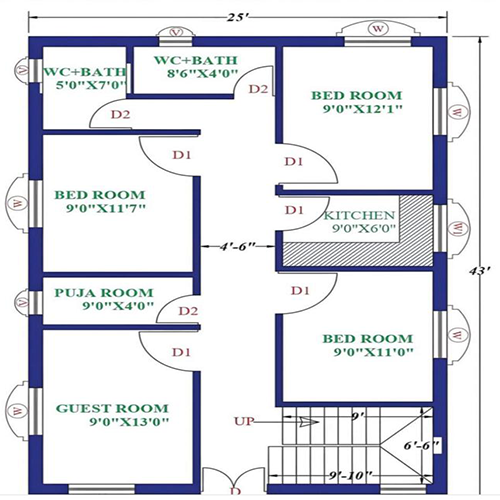 25'
V
W
WC+BATH
5'0"X7'0"
WC+BATH
8'6"X4'0"
V
D2
D2
BED ROOM
9'0"X12'1"
W
D1
D1
BED ROOM
9'0"X11'7"
W
D1
KITCHEN
9'0"X6'0"
W1
4'-6"
43'
PUJA ROOM
9'0"X4'0"
V
D2
D1
BED ROOM
9'0"X11'0"
W
D1
GUEST ROOM
9'0"X13'0"
W
UP
9'
6'-6"
9'-10"
D